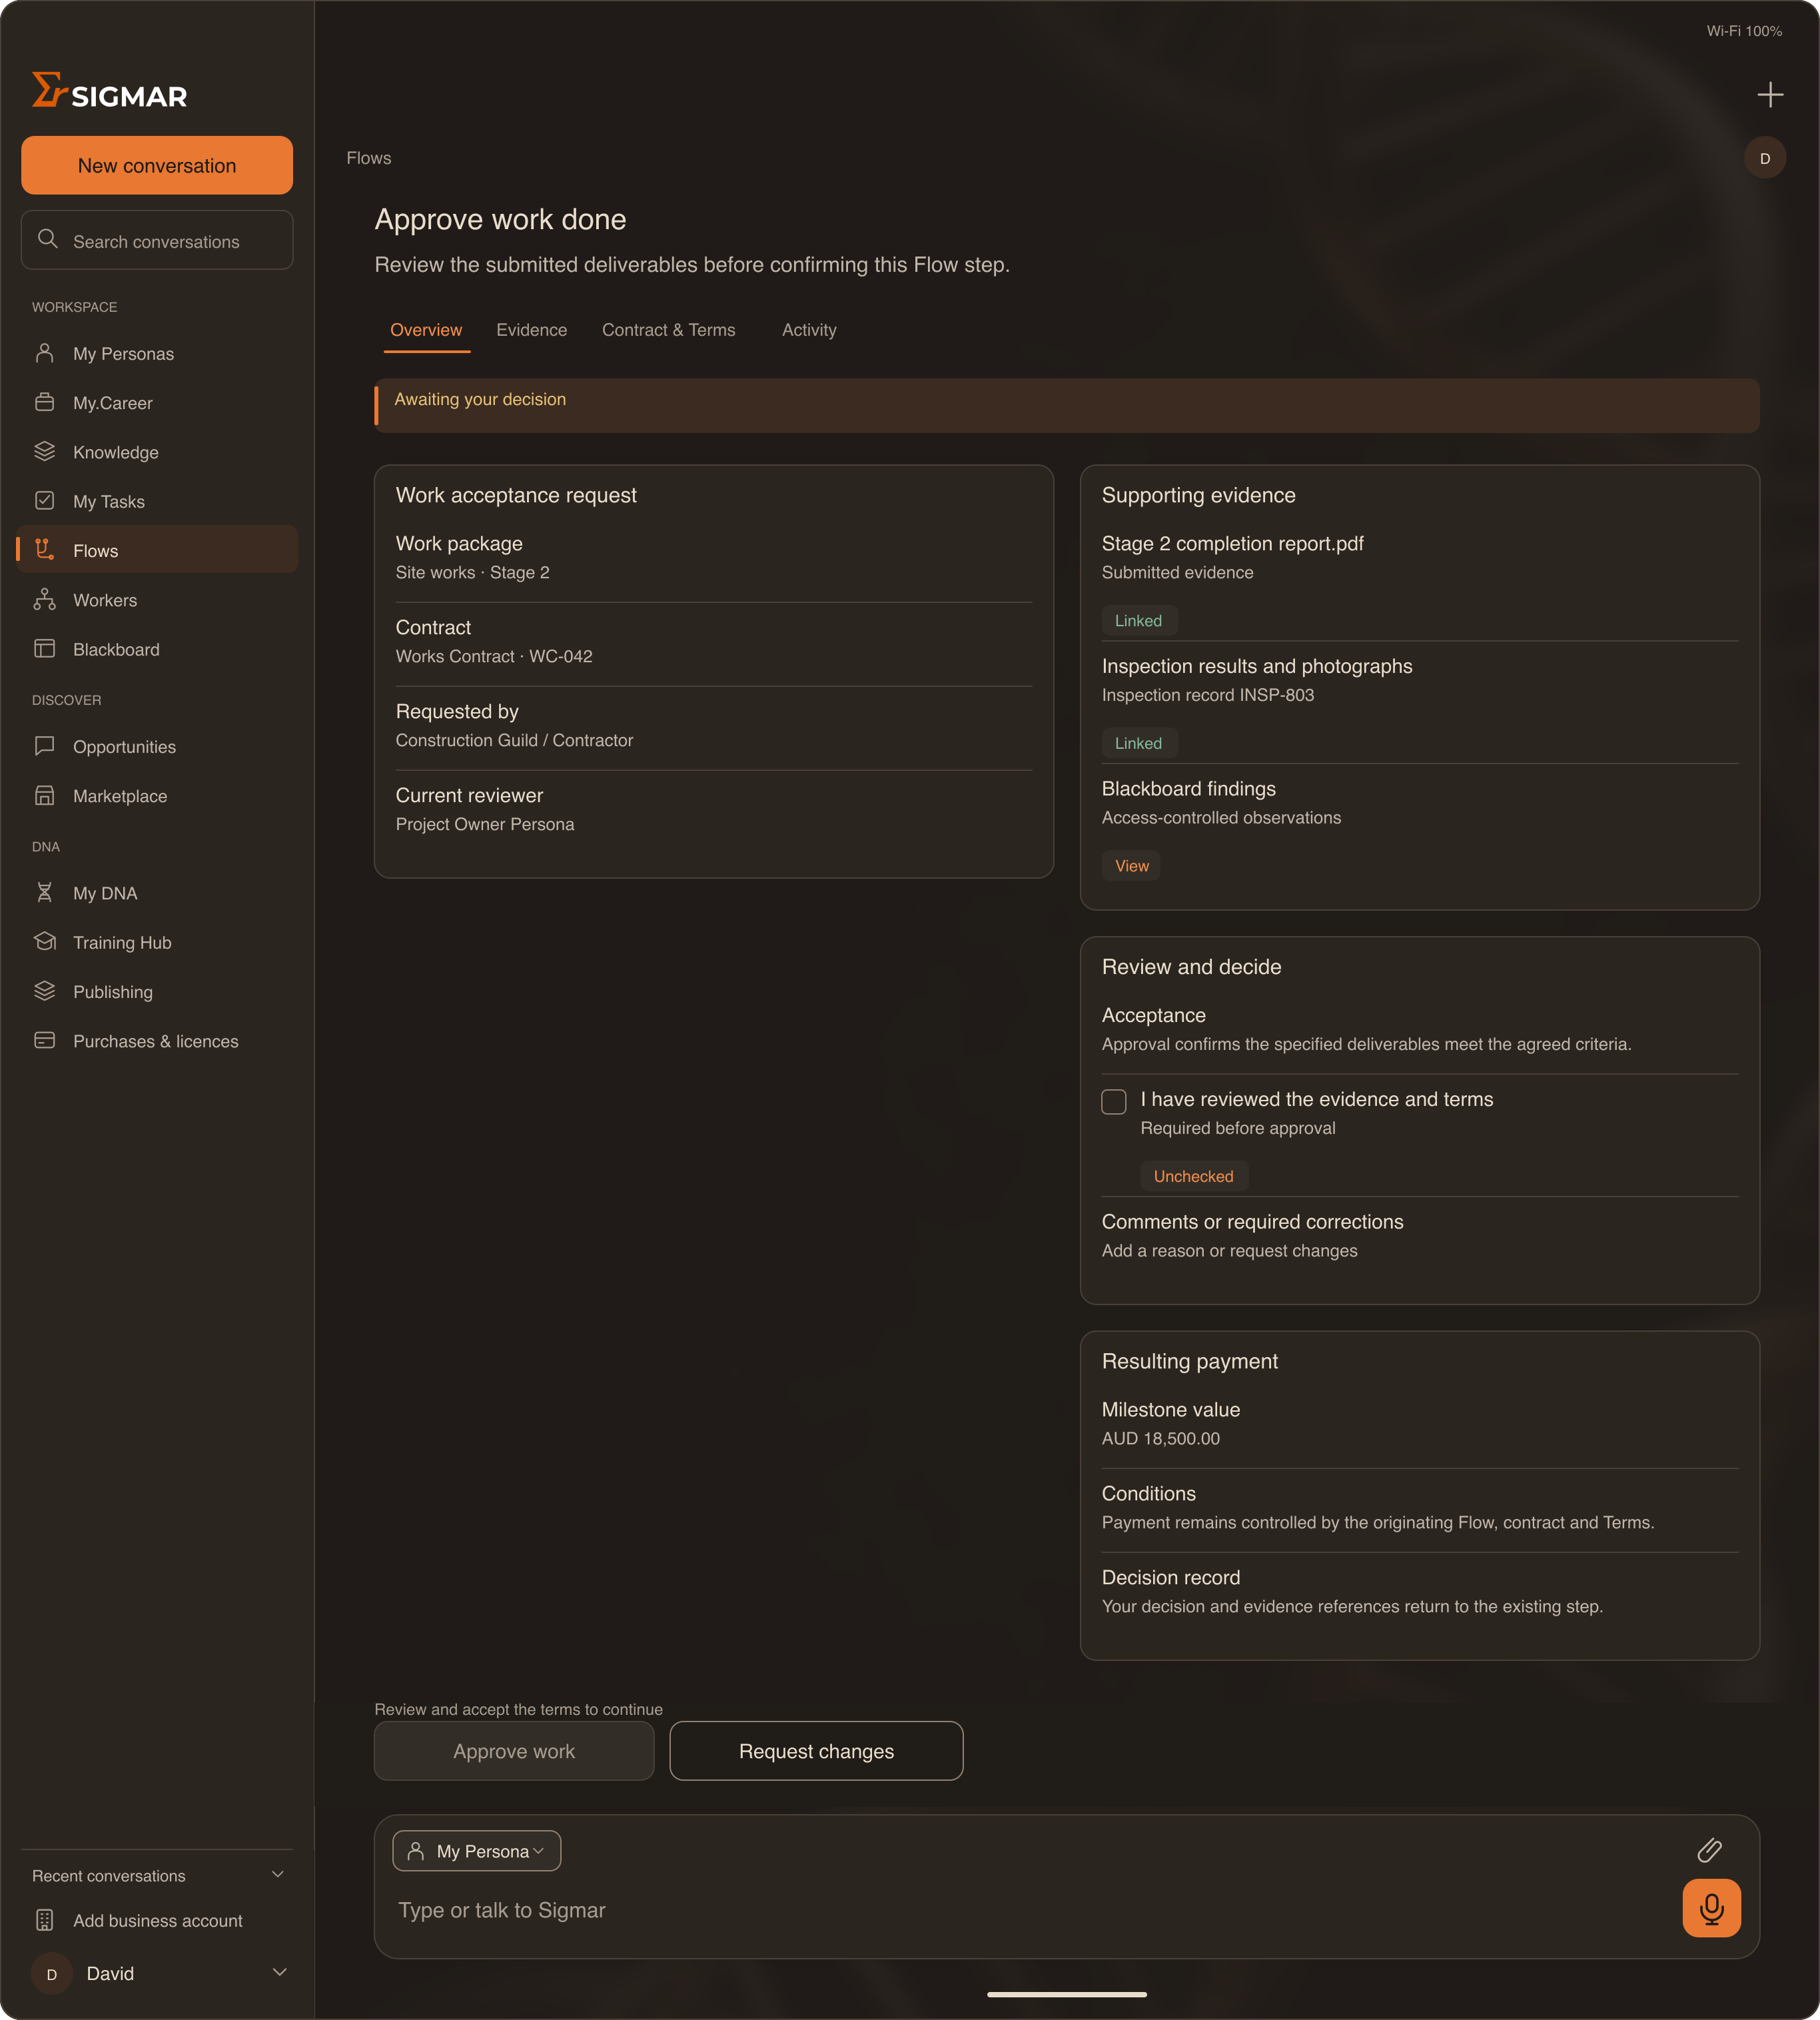 Wi-Fi 100%
SIGMAR
New conversation
Search conversations
WORKSPACE
My Personas
My.Career
Knowledge
My Tasks
Flows
Workers
Blackboard
DISCOVER
Opportunities
Marketplace
DNA
My DNA
Training Hub
Publishing
Purchases & licences
Recent conversations
Add business account
D
David
Flows
D
Approve work done
Review the submitted deliverables before confirming this Flow step.
Overview
Evidence
Contract & Terms
Activity
Awaiting your decision
Work acceptance request
Work package
Site works · Stage 2
Contract
Works Contract · WC-042
Requested by
Construction Guild / Contractor
Current reviewer
Project Owner Persona
Supporting evidence
Stage 2 completion report.pdf
Submitted evidence
Linked
Inspection results and photographs
Inspection record INSP-803
Linked
Blackboard findings
Access-controlled observations
View
Review and decide
Acceptance
Approval confirms the specified deliverables meet the agreed criteria.
I have reviewed the evidence and terms
Required before approval
Unchecked
Comments or required corrections
Add a reason or request changes
Resulting payment
Milestone value
AUD 18,500.00
Conditions
Payment remains controlled by the originating Flow, contract and Terms.
Decision record
Your decision and evidence references return to the existing step.
Review and accept the terms to continue
Approve work
Request changes
My Persona
Type or talk to Sigmar